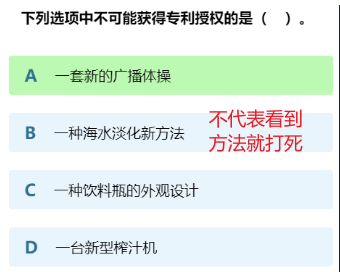 下列选项中不可能获得专利授权的是（ ）。
A 一套新的广播体操
B 一种海水淡化新方法
不代表看到
方法就打死
C 一种饮料瓶的外观设计
D 一台新型榨汁机